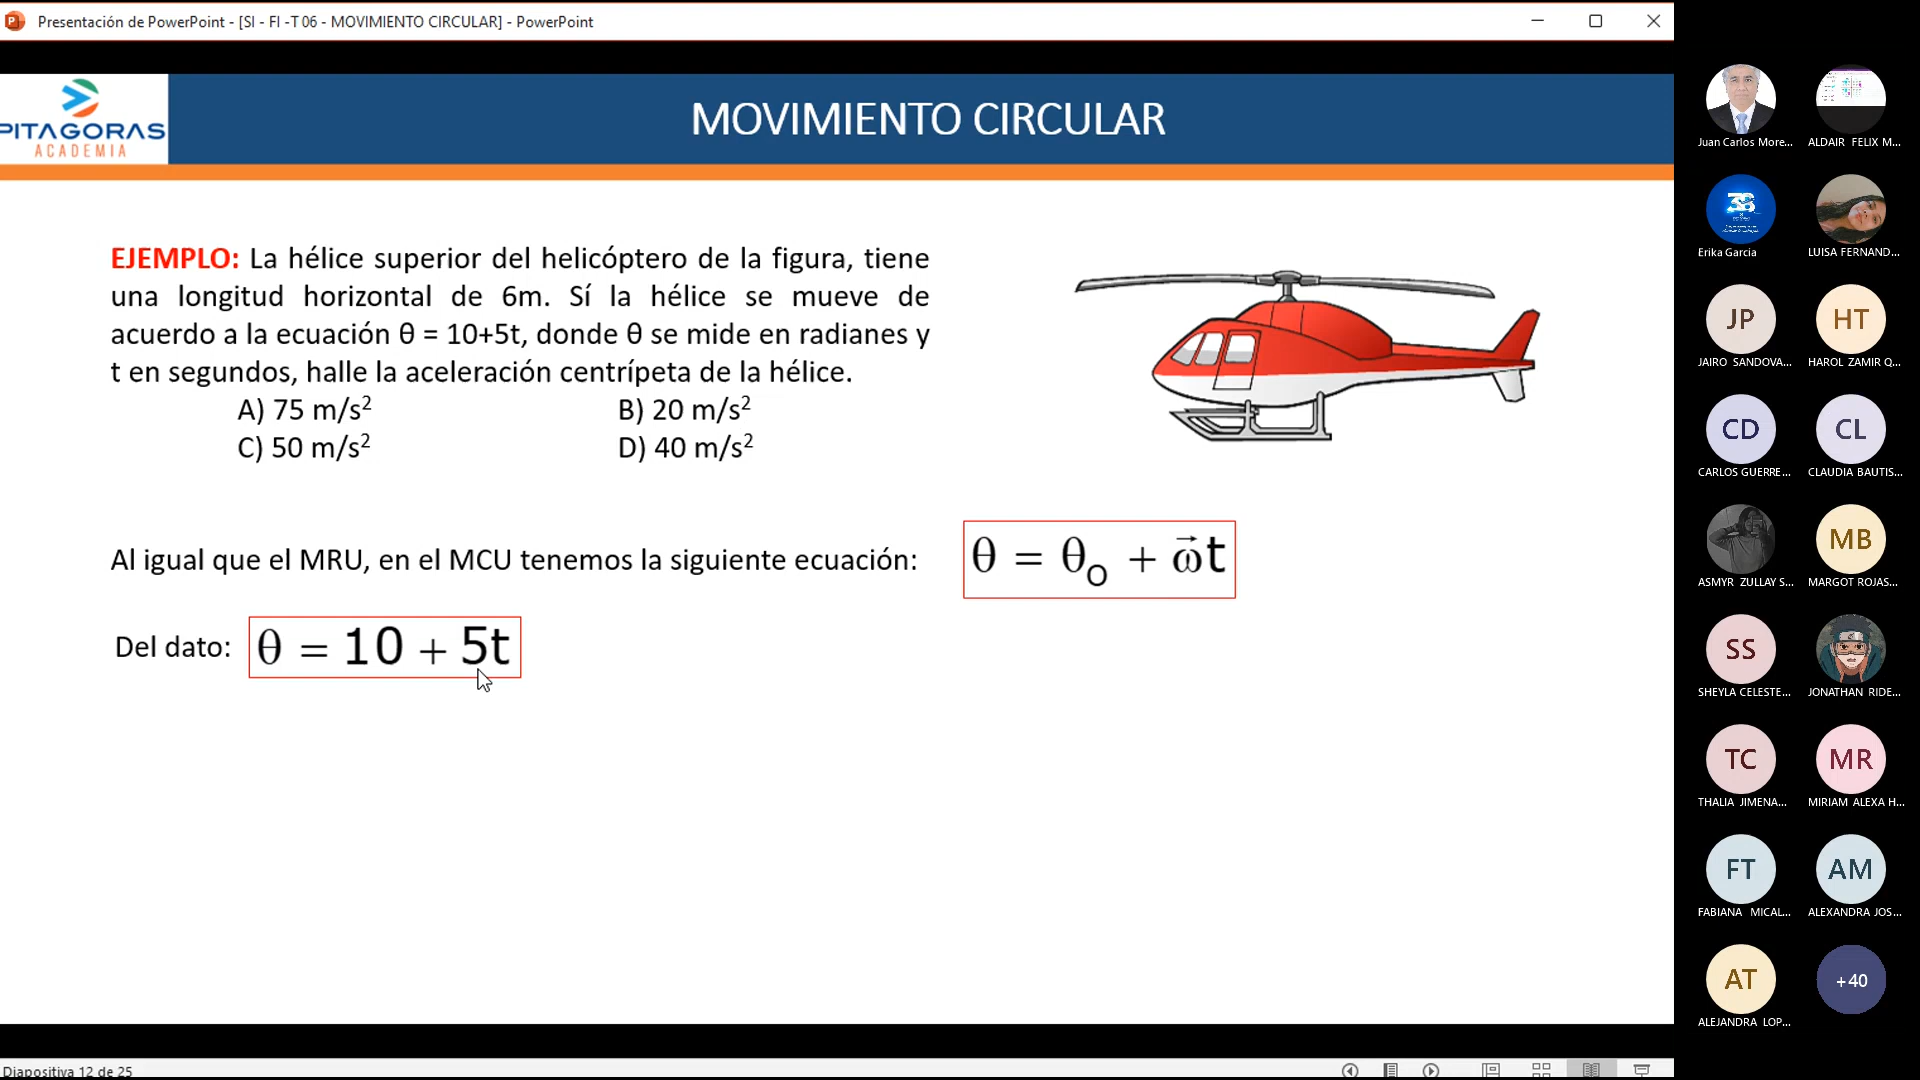 Presentación de PowerPoint - [SI - FI -T 06 - MOVIMIENTO CIRCULAR] - PowerPoint
PITAGORAS
ACADEMIA
MOVIMIENTO CIRCULAR
EJEMPLO: La hélice superior del helicóptero de la figura, tiene
una longitud horizontal de 6m. Sí la hélice se mueve de
acuerdo a la ecuación θ = 10+5t, donde θ se mide en radianes y
t en segundos, halle la aceleración centrípeta de la hélice.
A) 75 m/s² B) 20 m/s²
C) 50 m/s² D) 40 m/s²
Al igual que el MRU, en el MCU tenemos la siguiente ecuación: θ = θ₀ + ω⃗t
Del dato: θ = 10 + 5t
Juan Carlos More... ALDAIR FELIX M...
38
Erika Garcia LUISA FERNAND...
JP HT
JAIRO SANDOVA... HAROL ZAMIR Q...
CD CL
CARLOS GUERRE... CLAUDIA BAUTIS...
MB
ASMYR ZULLAY S... MARGOT ROJAS...
SS
SHEYLA CELESTE... JONATHAN RIDE...
TC MR
THALIA JIMENA... MIRIAM ALEXA H...
FT AM
FABIANA MICAL... ALEXANDRA JOS...
AT +40
ALEJANDRA LOP...
Diapositiva 12 de 25